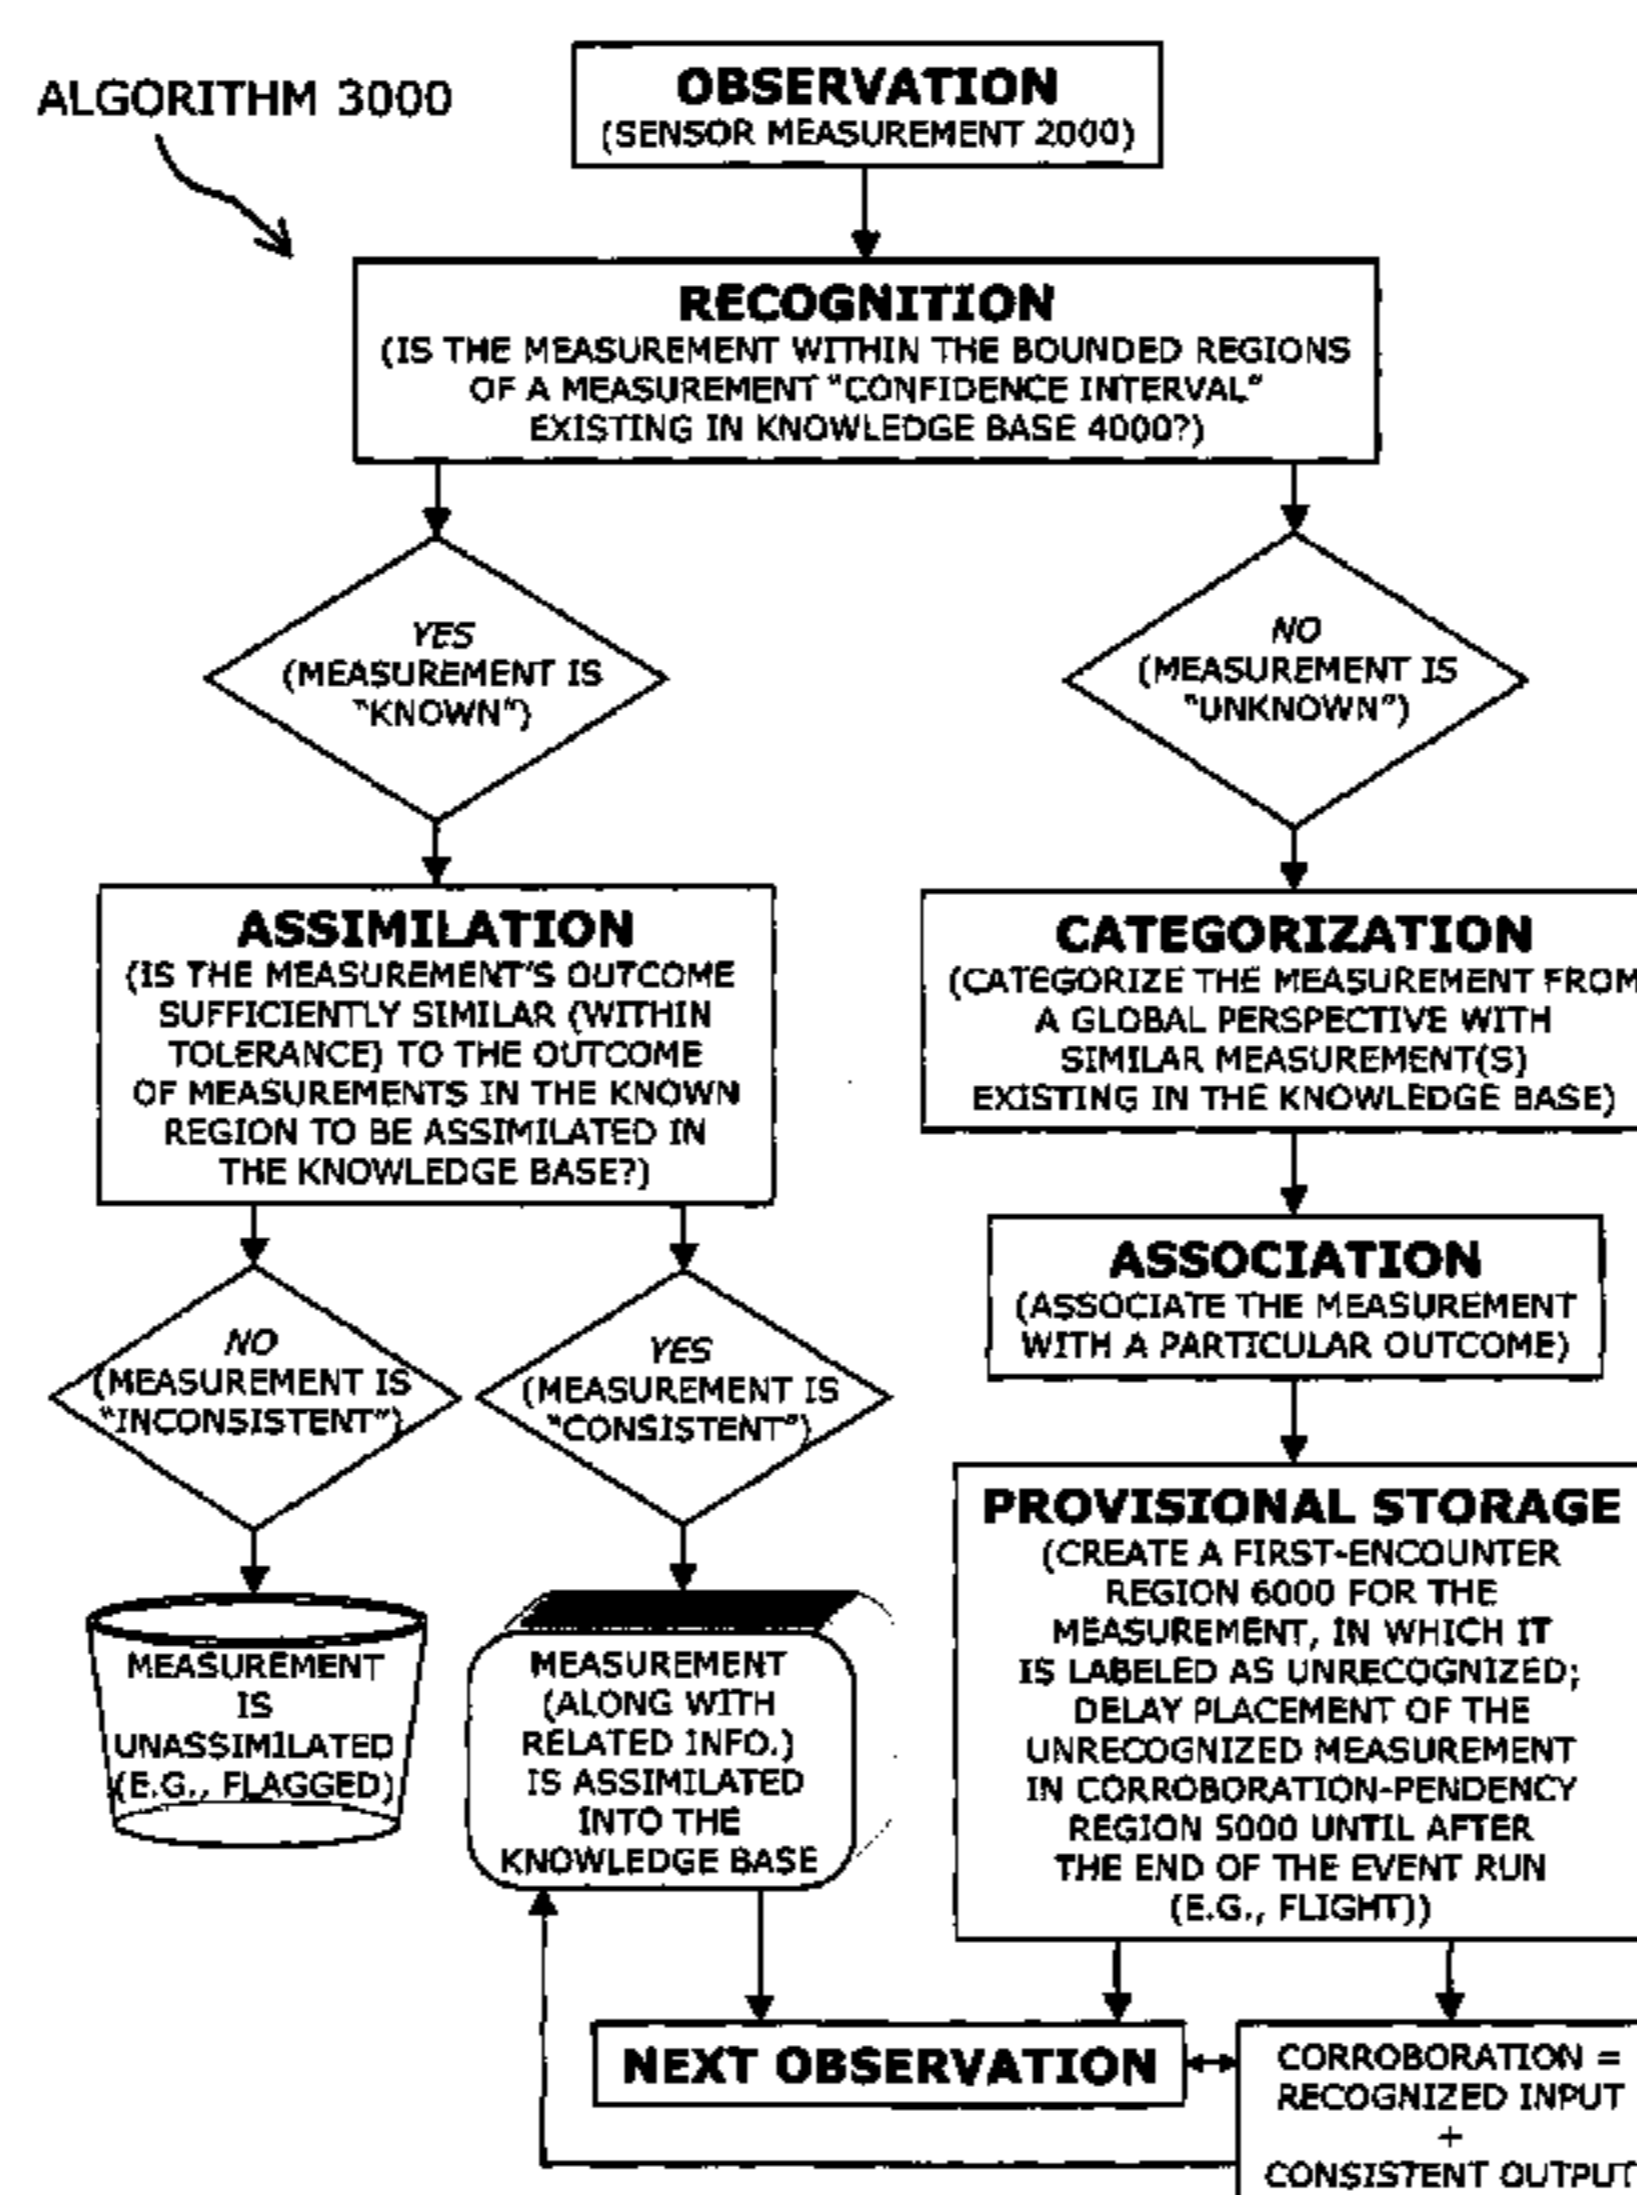 ALGORITHM 3000
OBSERVATION
(SENSOR MEASUREMENT 2000)
RECOGNITION
(IS THE MEASUREMENT WITHIN THE BOUNDED REGIONS
OF A MEASUREMENT "CONFIDENCE INTERVAL"
EXISTING IN KNOWLEDGE BASE 4000?)
YES
(MEASUREMENT IS
"KNOWN")
NO
(MEASUREMENT IS
"UNKNOWN")
ASSIMILATION
(IS THE MEASUREMENT'S OUTCOME
SUFFICIENTLY SIMILAR (WITHIN
TOLERANCE) TO THE OUTCOME
OF MEASUREMENTS IN THE KNOWN
REGION TO BE ASSIMILATED IN
THE KNOWLEDGE BASE?)
CATEGORIZATION
(CATEGORIZE THE MEASUREMENT FROM
A GLOBAL PERSPECTIVE WITH
SIMILAR MEASUREMENT(S)
EXISTING IN THE KNOWLEDGE BASE)
ASSOCIATION
(ASSOCIATE THE MEASUREMENT
WITH A PARTICULAR OUTCOME)
NO
(MEASUREMENT IS
"INCONSISTENT")
YES
(MEASUREMENT IS
"CONSISTENT")
PROVISIONAL STORAGE
(CREATE A FIRST-ENCOUNTER
REGION 6000 FOR THE
MEASUREMENT, IN WHICH IT
IS LABELED AS UNRECOGNIZED;
DELAY PLACEMENT OF THE
UNRECOGNIZED MEASUREMENT
IN CORROBORATION-PENDENCY
REGION 5000 UNTIL AFTER
THE END OF THE EVENT RUN
(E.G., FLIGHT))
MEASUREMENT
IS
UNASSIMILATED
(E.G., FLAGGED)
MEASUREMENT
(ALONG WITH
RELATED INFO.)
IS ASSIMILATED
INTO THE
KNOWLEDGE BASE
NEXT OBSERVATION
CORROBORATION =
RECOGNIZED INPUT
+
CONSISTENT OUTPUT